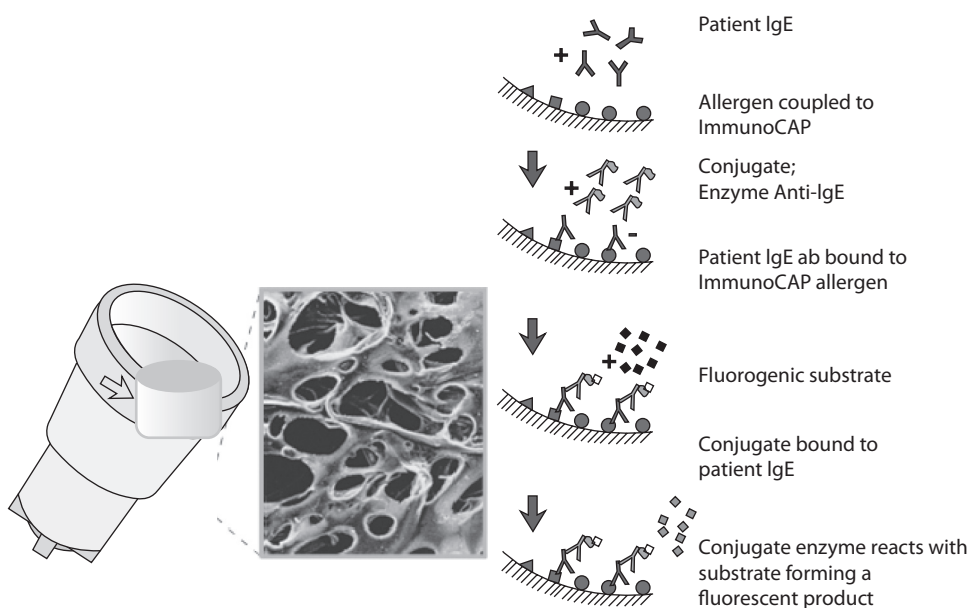 Patient IgE
Allergen coupled to
ImmunoCAP
Conjugate;
Enzyme Anti-IgE
Patient IgE ab bound to
ImmunoCAP allergen
Fluorogenic substrate
Conjugate bound to
patient IgE
Conjugate enzyme reacts with
substrate forming a
fluorescent product